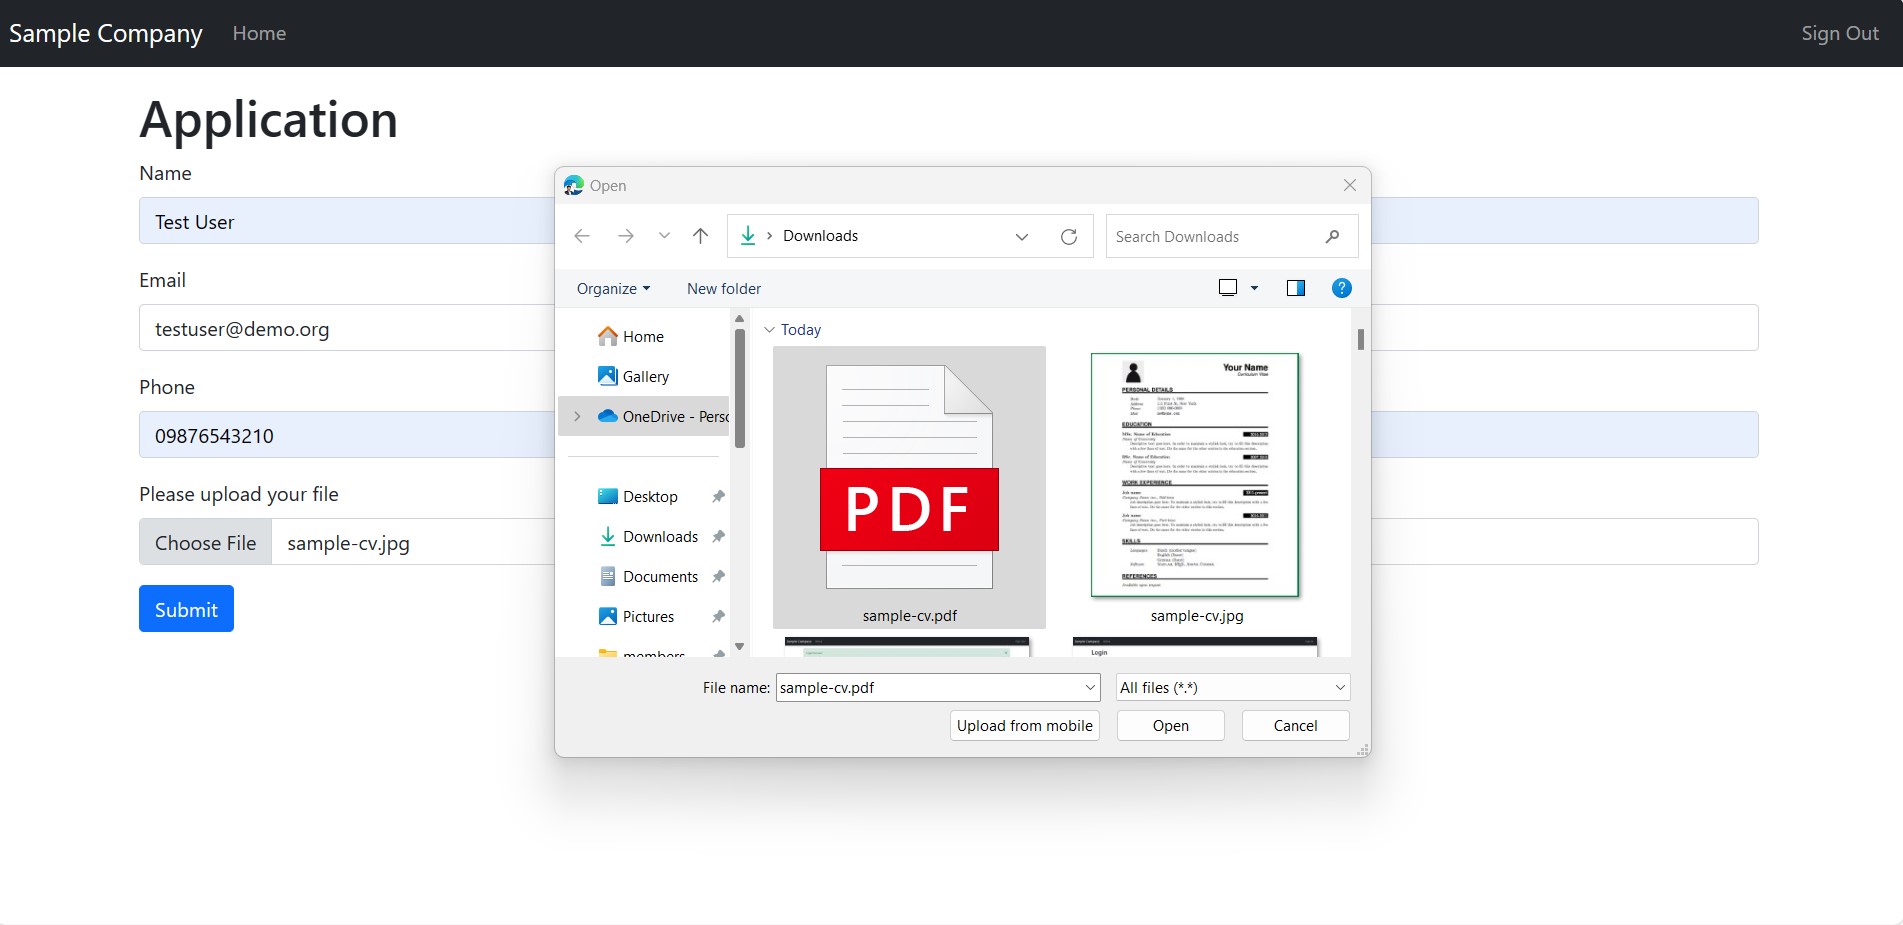 Sample Company Home Sign Out
Application
Name
Test User
Email
testuser@demo.org
Phone
09876543210
Please upload your file
Choose File sample-cv.jpg
Submit
Open
Downloads Search Downloads
Organize New folder ?
Home
Gallery
OneDrive - Perso
Desktop
Downloads
Documents
Pictures
members
Today
PDF
sample-cv.pdf
Your Name
Curriculum Vitae
PERSONAL DETAILS
EDUCATION
WORK EXPERIENCE
SKILLS
REFERENCES
sample-cv.jpg
Login
File name: sample-cv.pdf All files (*.*)
Upload from mobile Open Cancel